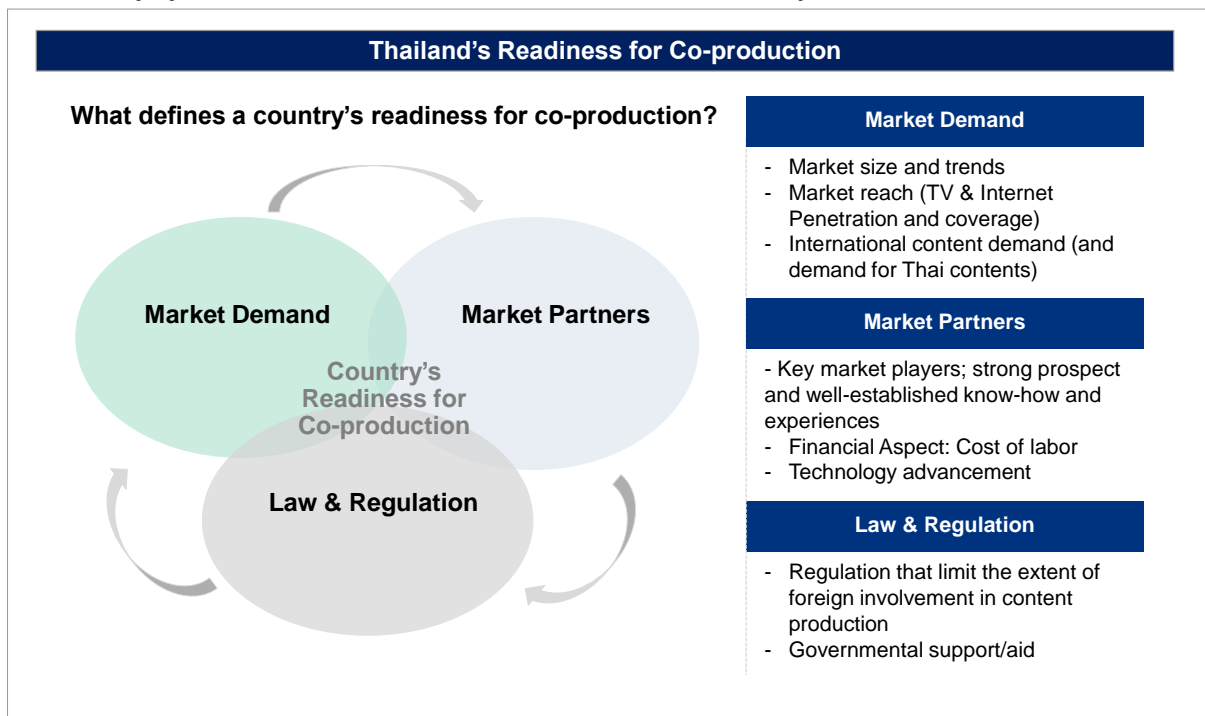 Thailand's Readiness for Co-production
What defines a country's readiness for co-production?
Market Demand
Market Partners
Country's
Readiness for
Co-production
Law & Regulation
Market Demand
- Market size and trends
- Market reach (TV & Internet
Penetration and coverage)
- International content demand (and
demand for Thai contents)
Market Partners
- Key market players; strong prospect
and well-established know-how and
experiences
- Financial Aspect: Cost of labor
- Technology advancement
Law & Regulation
- Regulation that limit the extent of
foreign involvement in content
production
- Governmental support/aid